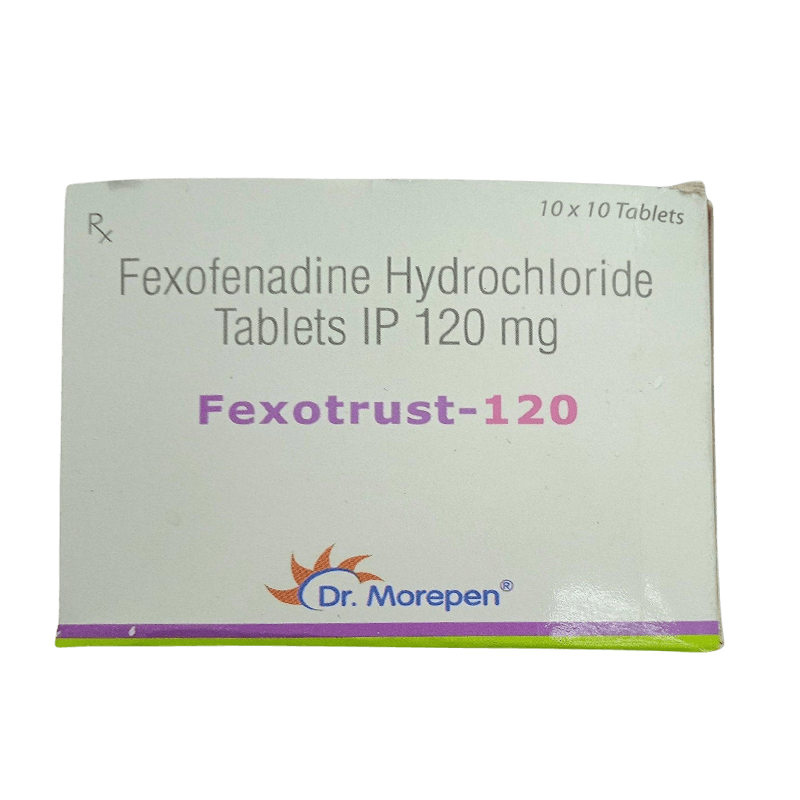 10 x 10 Tablets
Rx
Fexofenadine Hydrochloride
Tablets IP 120 mg
Fexotrust-120
Dr. Morepen®